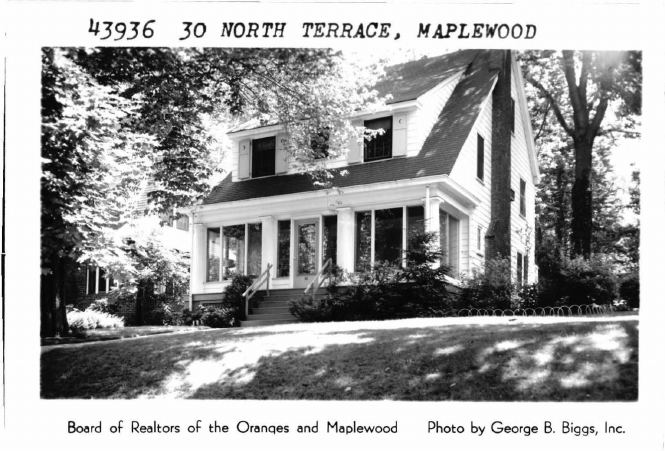 43936 30 NORTH TERRACE, MAPLEWOOD
Board of Realtors of the Oranges and Maplewood Photo by George B. Biggs, Inc.